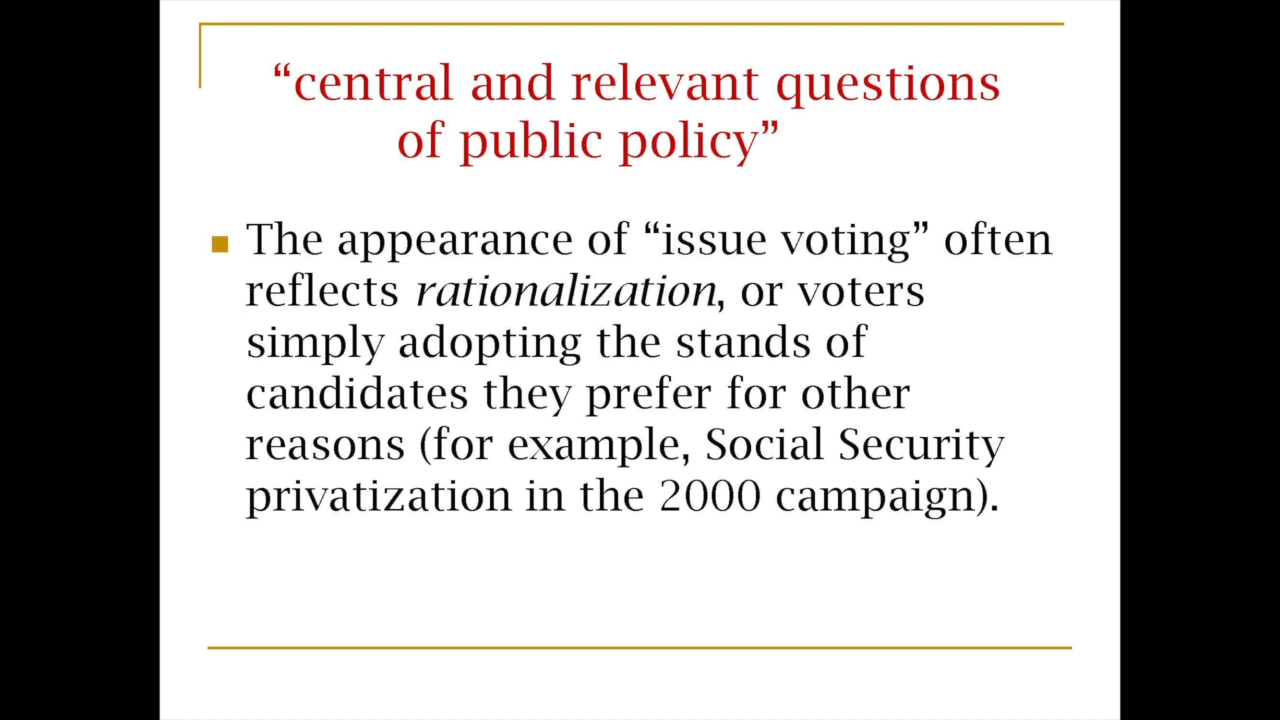 “central and relevant questions
of public policy”
The appearance of “issue voting” often
reflects rationalization, or voters
simply adopting the stands of
candidates they prefer for other
reasons (for example, Social Security
privatization in the 2000 campaign).